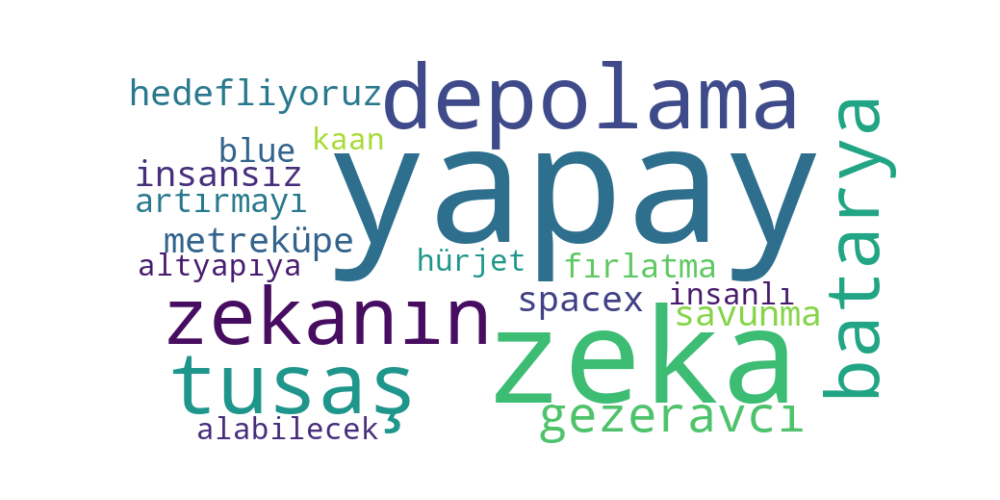 depolama
hedefliyoruz
kaan
blue
yapay
insansız
artırmayı
metreküpe
altyapıya
hürjet
fırlatma
batarya
zekanın
spacex
insanlı
savunma
zeka
tusaş
gezeravcı
alabilecek